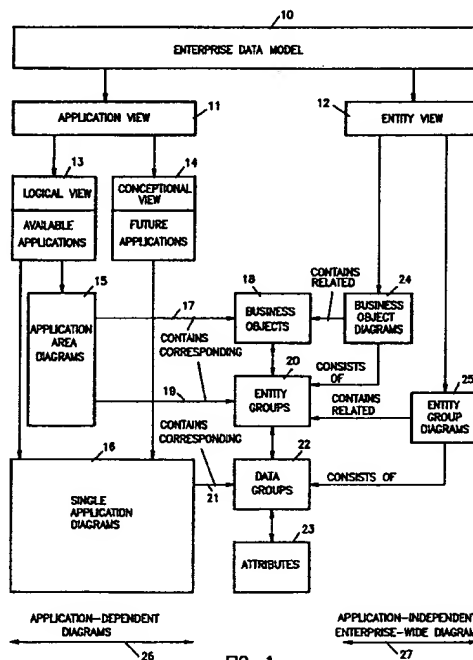 10
ENTERPRISE DATA MODEL
11
APPLICATION VIEW
12
ENTITY VIEW
13
LOGICAL VIEW
AVAILABLE
APPLICATIONS
14
CONCEPTIONAL
VIEW
FUTURE
APPLICATIONS
15
APPLICATION
AREA
DIAGRAMS
17
CONTAINS
CORRESPONDING
19
18
BUSINESS
OBJECTS
CONTAINS
RELATED
24
BUSINESS
OBJECT
DIAGRAMS
20
ENTITY
GROUPS
CONSISTS
OF
CONTAINS
RELATED
25
ENTITY
GROUP
DIAGRAMS
16
SINGLE
APPLICATION
DIAGRAMS
CONTAINS
CORRESPONDING
21
22
DATA
GROUPS
CONSISTS OF
23
ATTRIBUTES
APPLICATION-DEPENDENT
DIAGRAMS
26
APPLICATION-INDEPENDENT
ENTERPRISE-WIDE DIAGRAM
27